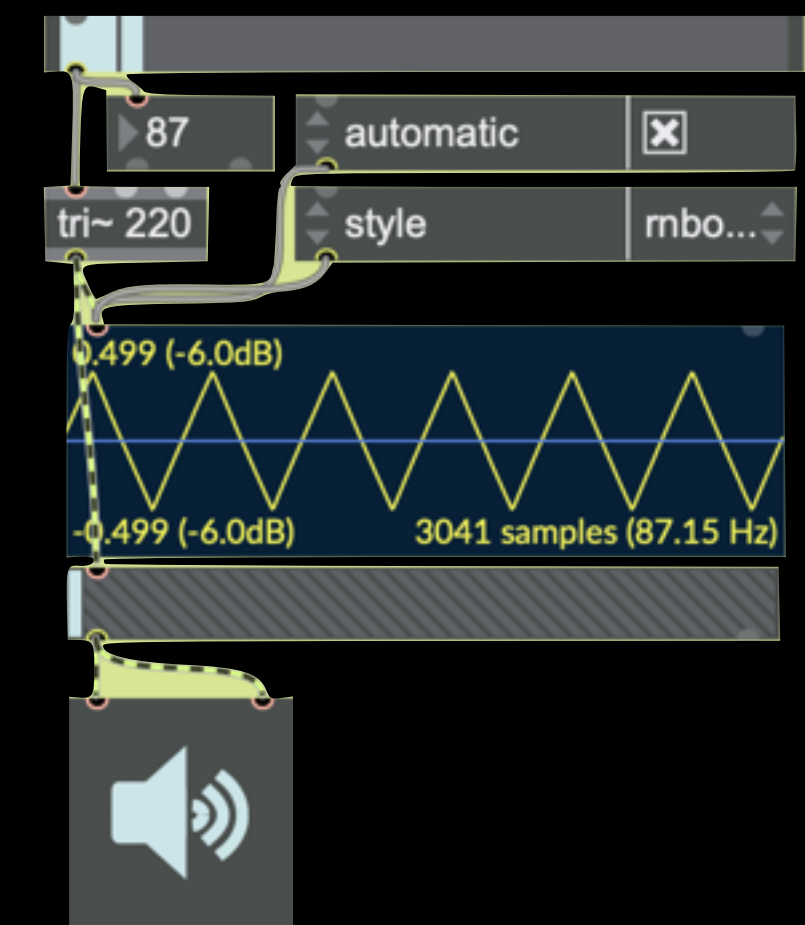 87
automatic
tri~ 220
style
rnbo...
0.499 (-6.0dB)
-0.499 (-6.0dB)
3041 samples (87.15 Hz)